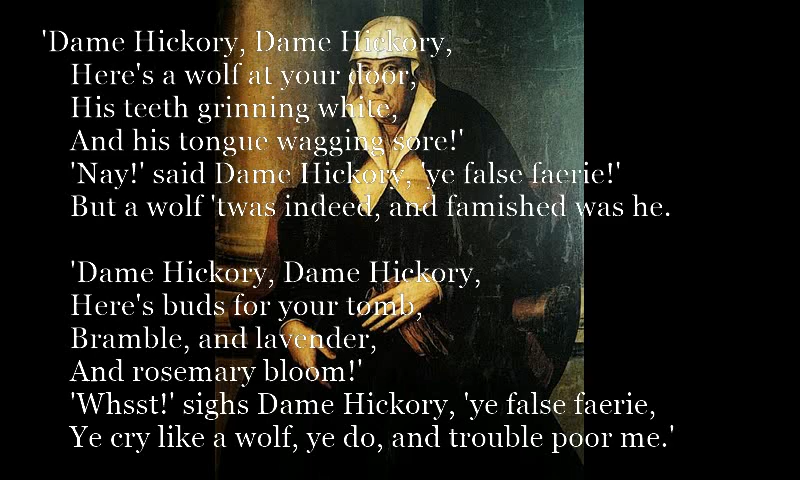 'Dame Hickory, Dame Hickory,
Here's a wolf at your door,
His teeth grinning white,
And his tongue wagging sore!'
'Nay!' said Dame Hickory, 'ye false faerie!'
But a wolf 'twas indeed, and famished was he.
'Dame Hickory, Dame Hickory,
Here's buds for your tomb,
Bramble, and lavender,
And rosemary bloom!'
'Whsst!' sighs Dame Hickory, 'ye false faerie,
Ye cry like a wolf, ye do, and trouble poor me.'